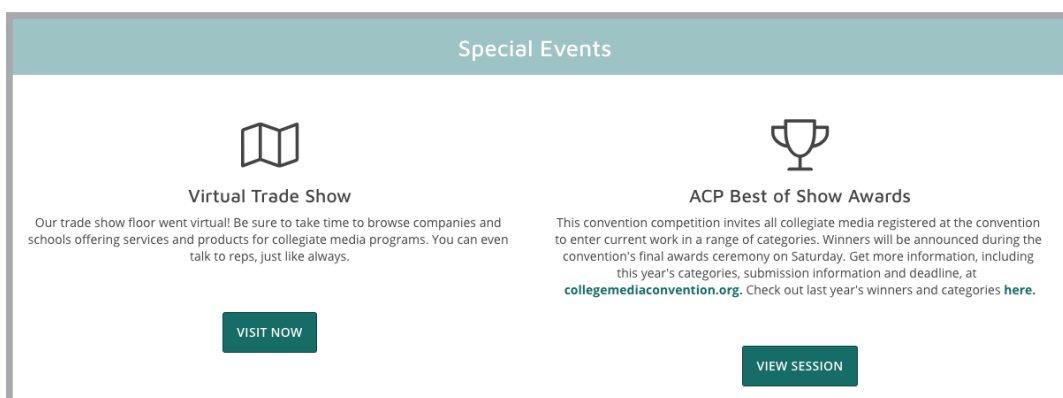 Special Events
Virtual Trade Show
Our trade show floor went virtual! Be sure to take time to browse companies and
schools offering services and products for collegiate media programs. You can even
talk to reps, just like always.
VISIT NOW
ACP Best of Show Awards
This convention competition invites all collegiate media registered at the convention
to enter current work in a range of categories. Winners will be announced during the
convention's final awards ceremony on Saturday. Get more information, including
this year's categories, submission information and deadline, at
collegemediaconvention.org. Check out last year's winners and categories here.
VIEW SESSION